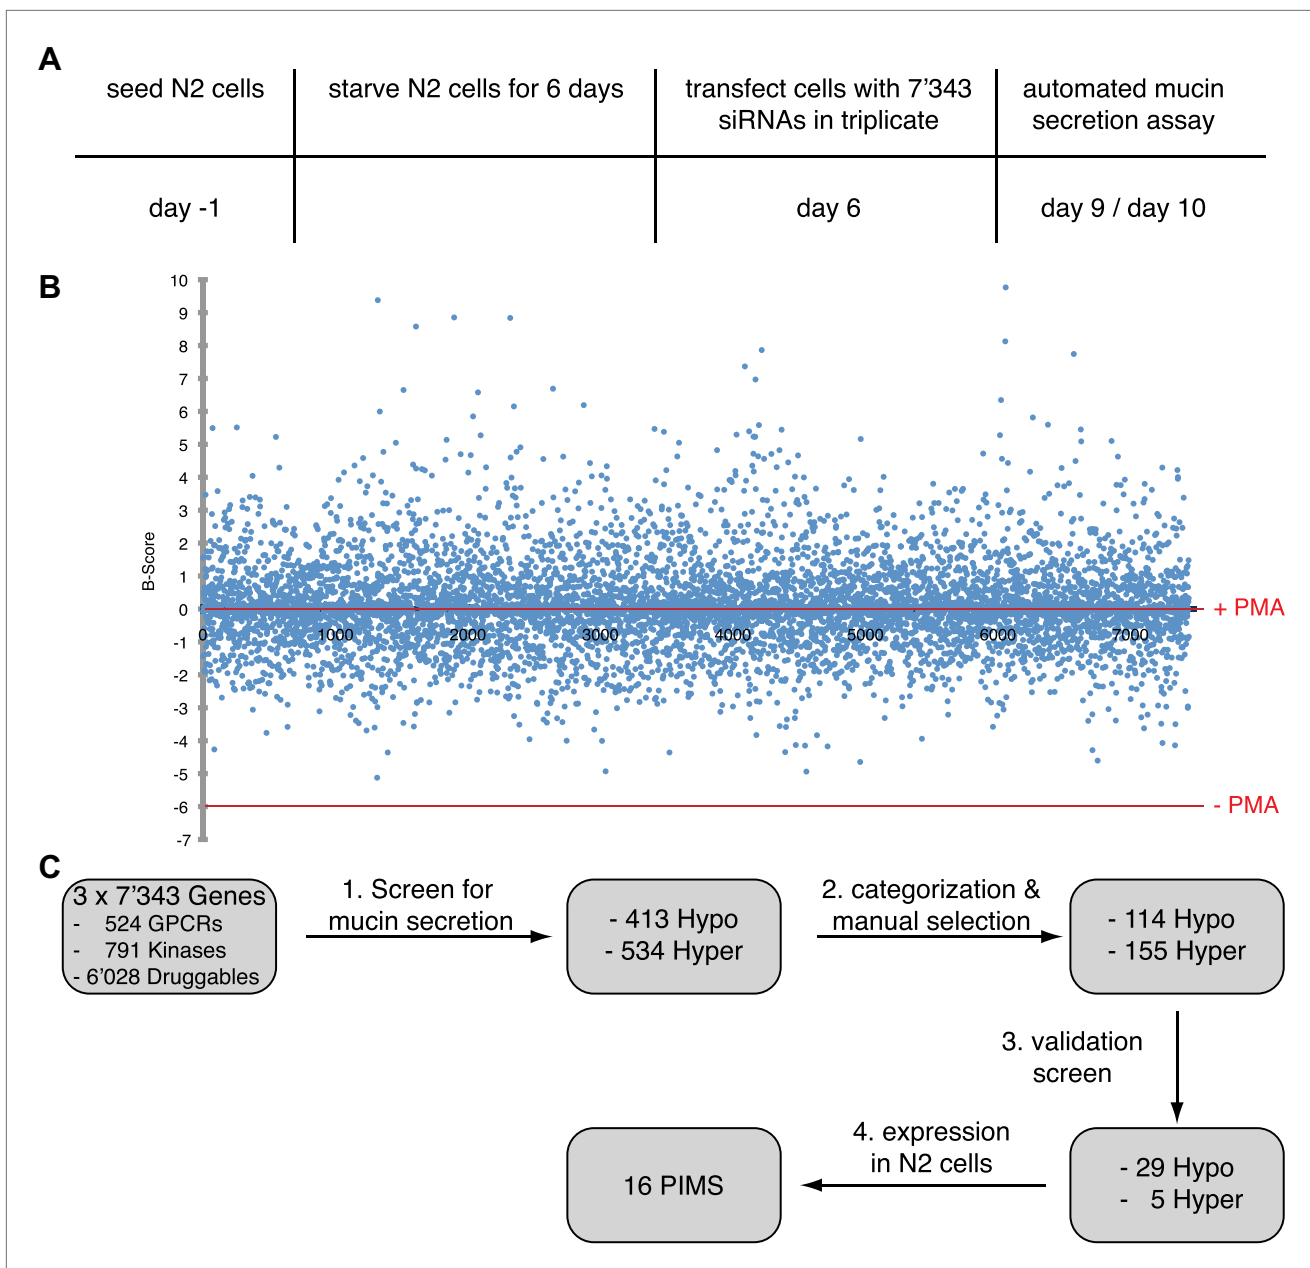 A
seed N2 cells
starve N2 cells for 6 days
transfect cells with 7'343
siRNAs in triplicate
automated mucin
secretion assay
day -1
day 6
day 9 / day 10
B
10
9
8
7
6
5
4
3
2
1
0
-1
-2
-3
-4
-5
-6
-7
B-Score
0
1000
2000
3000
4000
5000
6000
7000
+ PMA
- PMA
C
3 x 7'343 Genes
- 524 GPCRs
- 791 Kinases
- 6'028 Druggables
1. Screen for
mucin secretion
- 413 Hypo
- 534 Hyper
2. categorization &
manual selection
- 114 Hypo
- 155 Hyper
3. validation
screen
- 29 Hypo
- 5 Hyper
4. expression
in N2 cells
16 PIMS